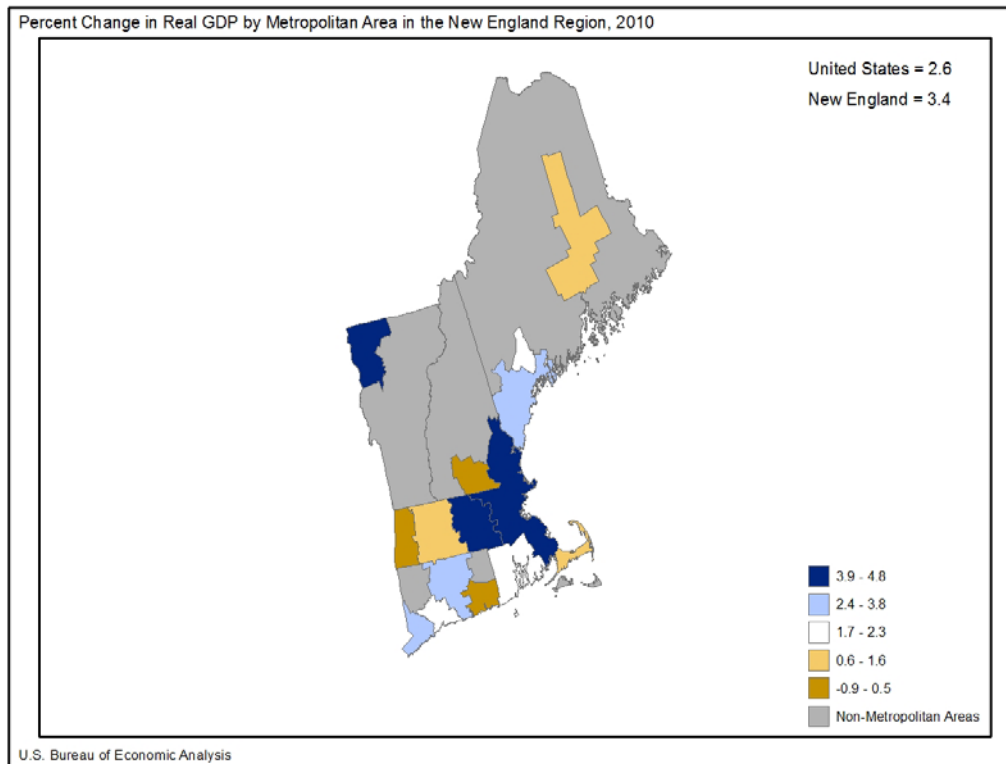 Percent Change in Real GDP by Metropolitan Area in the New England Region, 2010
United States = 2.6
New England = 3.4
3.9 - 4.8
2.4 - 3.8
1.7 - 2.3
0.6 - 1.6
-0.9 - 0.5
Non-Metropolitan Areas
U.S. Bureau of Economic Analysis